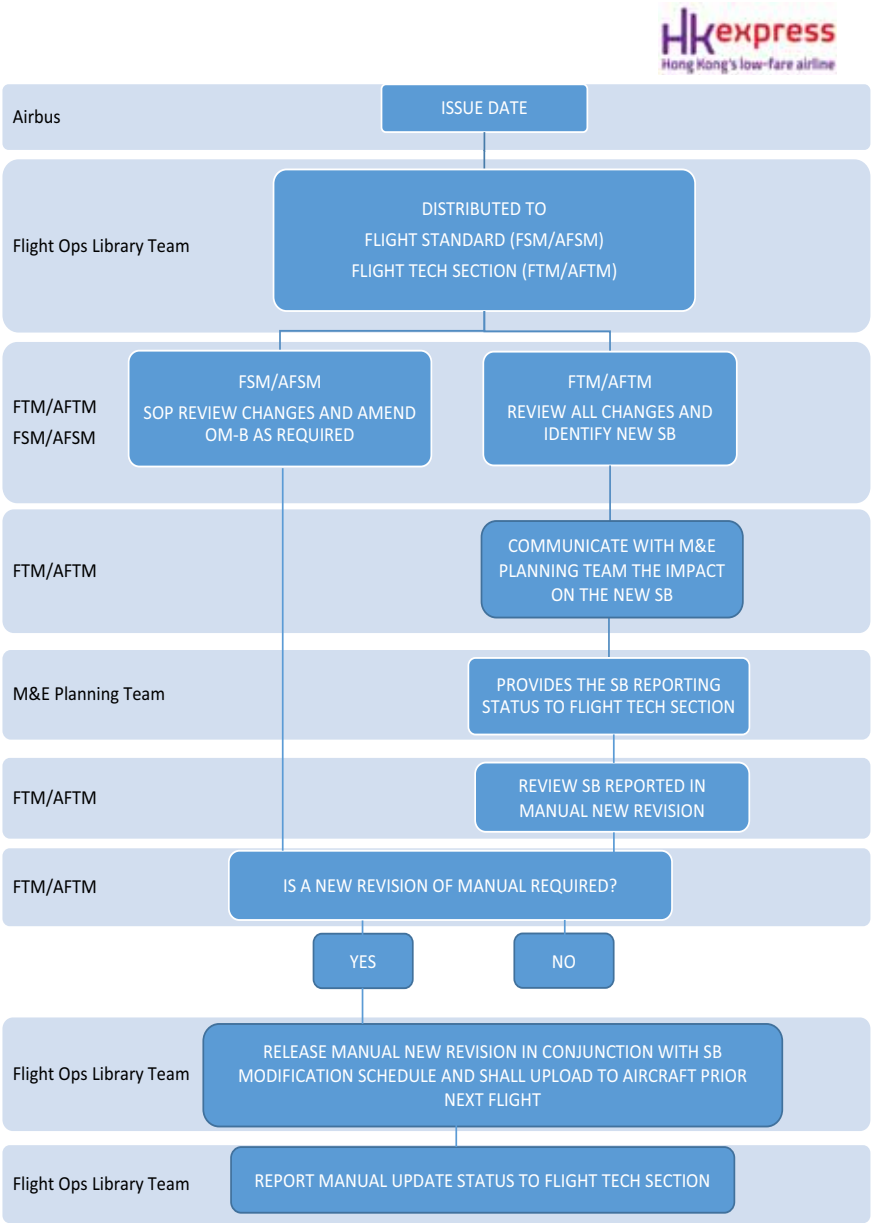 HKexpress
Hong Kong's low-fare airline
Airbus
ISSUE DATE
Flight Ops Library Team
DISTRIBUTED TO
FLIGHT STANDARD (FSM/AFSM)
FLIGHT TECH SECTION (FTM/AFTM)
FTM/AFTM
FSM/AFSM
FSM/AFSM
SOP REVIEW CHANGES AND AMEND
OM-B AS REQUIRED
FTM/AFTM
REVIEW ALL CHANGES AND
IDENTIFY NEW SB
FTM/AFTM
COMMUNICATE WITH M&E
PLANNING TEAM THE IMPACT
ON THE NEW SB
M&E Planning Team
PROVIDES THE SB REPORTING
STATUS TO FLIGHT TECH SECTION
FTM/AFTM
REVIEW SB REPORTED IN
MANUAL NEW REVISION
FTM/AFTM
IS A NEW REVISION OF MANUAL REQUIRED?
YES
NO
Flight Ops Library Team
RELEASE MANUAL NEW REVISION IN CONJUNCTION WITH SB
MODIFICATION SCHEDULE AND SHALL UPLOAD TO AIRCRAFT PRIOR
NEXT FLIGHT
Flight Ops Library Team
REPORT MANUAL UPDATE STATUS TO FLIGHT TECH SECTION